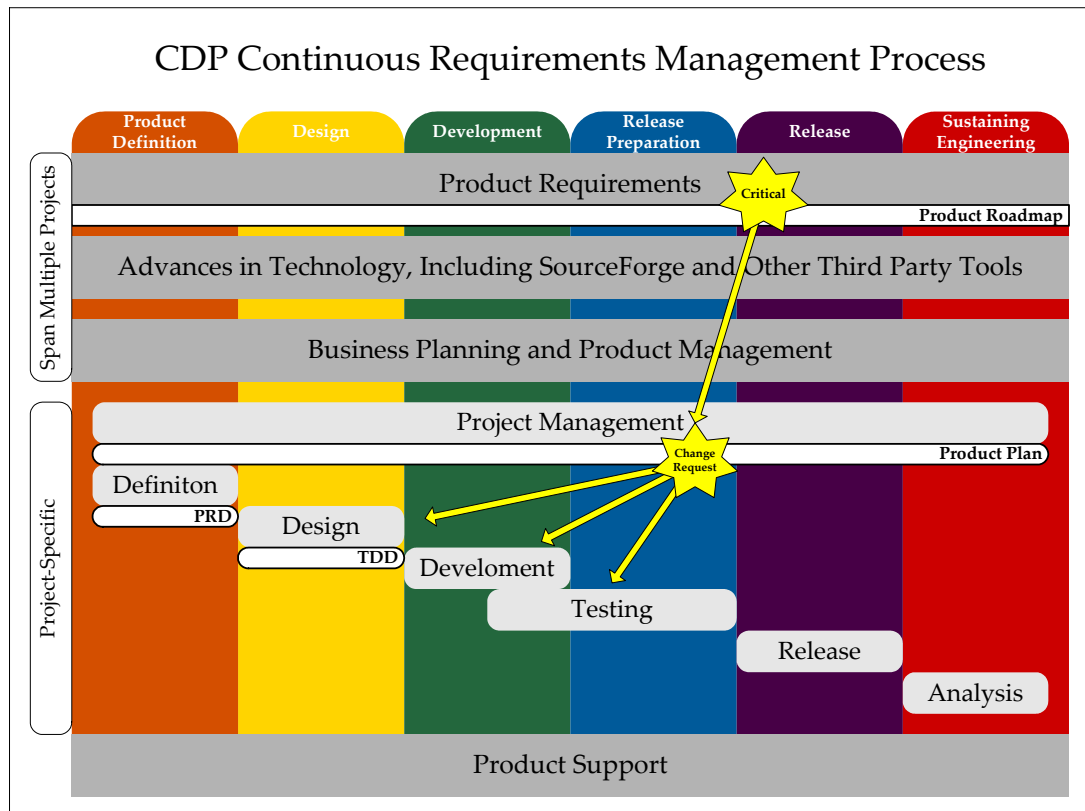 CDP Continuous Requirements Management Process
Product
Definition
Design
Development
Release
Preparation
Release
Sustaining
Engineering
Span Multiple Projects
Product Requirements
Critical
Product Roadmap
Advances in Technology, Including SourceForge and Other Third Party Tools
Business Planning and Product Management
Project-Specific
Project Management
Change
Request
Product Plan
Definiton
PRD
Design
TDD
Develoment
Testing
Release
Analysis
Product Support